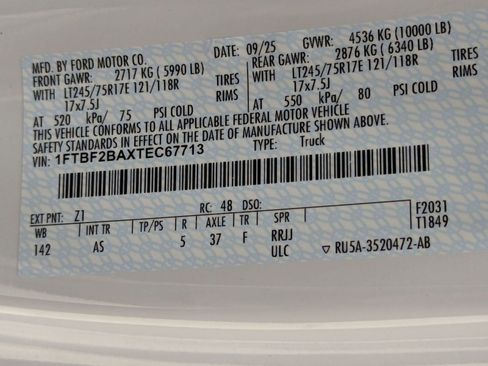 MFD. BY FORD MOTOR CO.
DATE: 09/25 GVWR: 4536 KG (10000 LB)
FRONT GAWR: 2717 KG (5990 LB) REAR GAWR: 2876 KG (6340 LB)
WITH LT245/75R17E 121/118R TIRES WITH LT245/75R17E 121/118R TIRES
17x7.5J RIMS 17x7.5J RIMS
AT 520 kPa/ 75 PSI COLD AT 550 kPa/ 80 PSI COLD
THIS VEHICLE CONFORMS TO ALL APPLICABLE FEDERAL MOTOR VEHICLE
SAFETY STANDARDS IN EFFECT ON THE DATE OF MANUFACTURE SHOWN ABOVE.
VIN: 1FTBF2BAXTEC67713 TYPE: Truck
EXT PNT: Z1 RC: 48 DSO: F2031
WB INT TR TP/PS R AXLE TR SPR T1849
142 AS 5 37 F RRJJ
ULC ▽ RU5A-3520472-AB